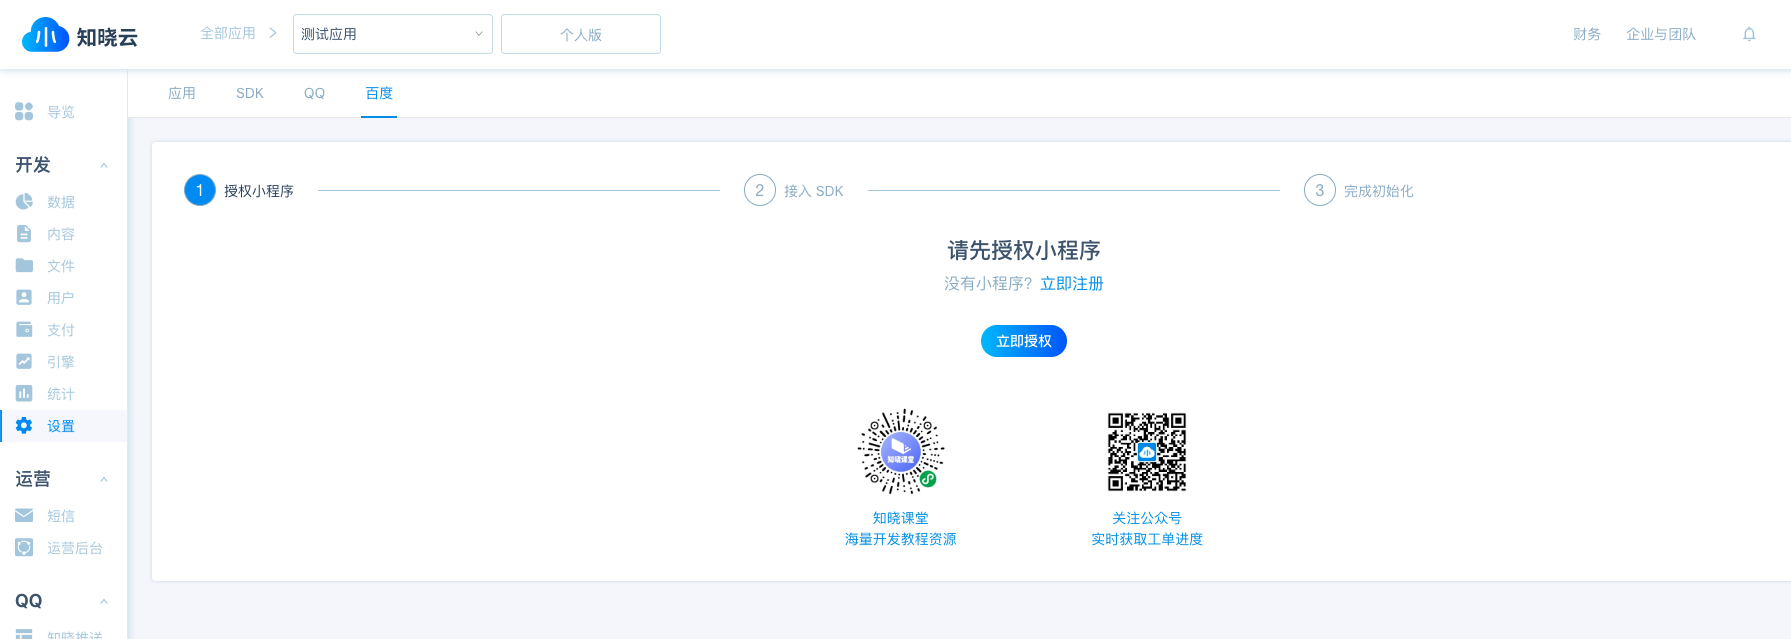 知晓云
全部应用
测试应用
个人版
财务
企业与团队
应用
SDK
QQ
百度
导览
开发
数据
内容
文件
用户
支付
引擎
统计
设置
运营
短信
运营后台
QQ
知晓推送
1 授权小程序
2 接入 SDK
3 完成初始化
请先授权小程序
没有小程序? 立即注册
立即授权
知晓课堂
知晓课堂
海量开发教程资源
关注公众号
实时获取工单进度